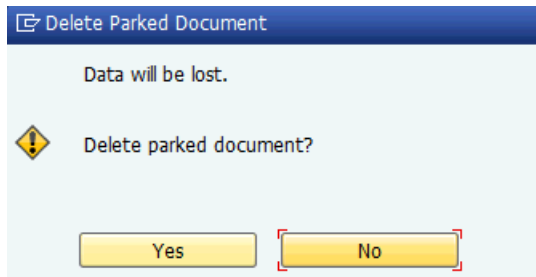 Delete Parked Document
Data will be lost.
Delete parked document?
Yes No